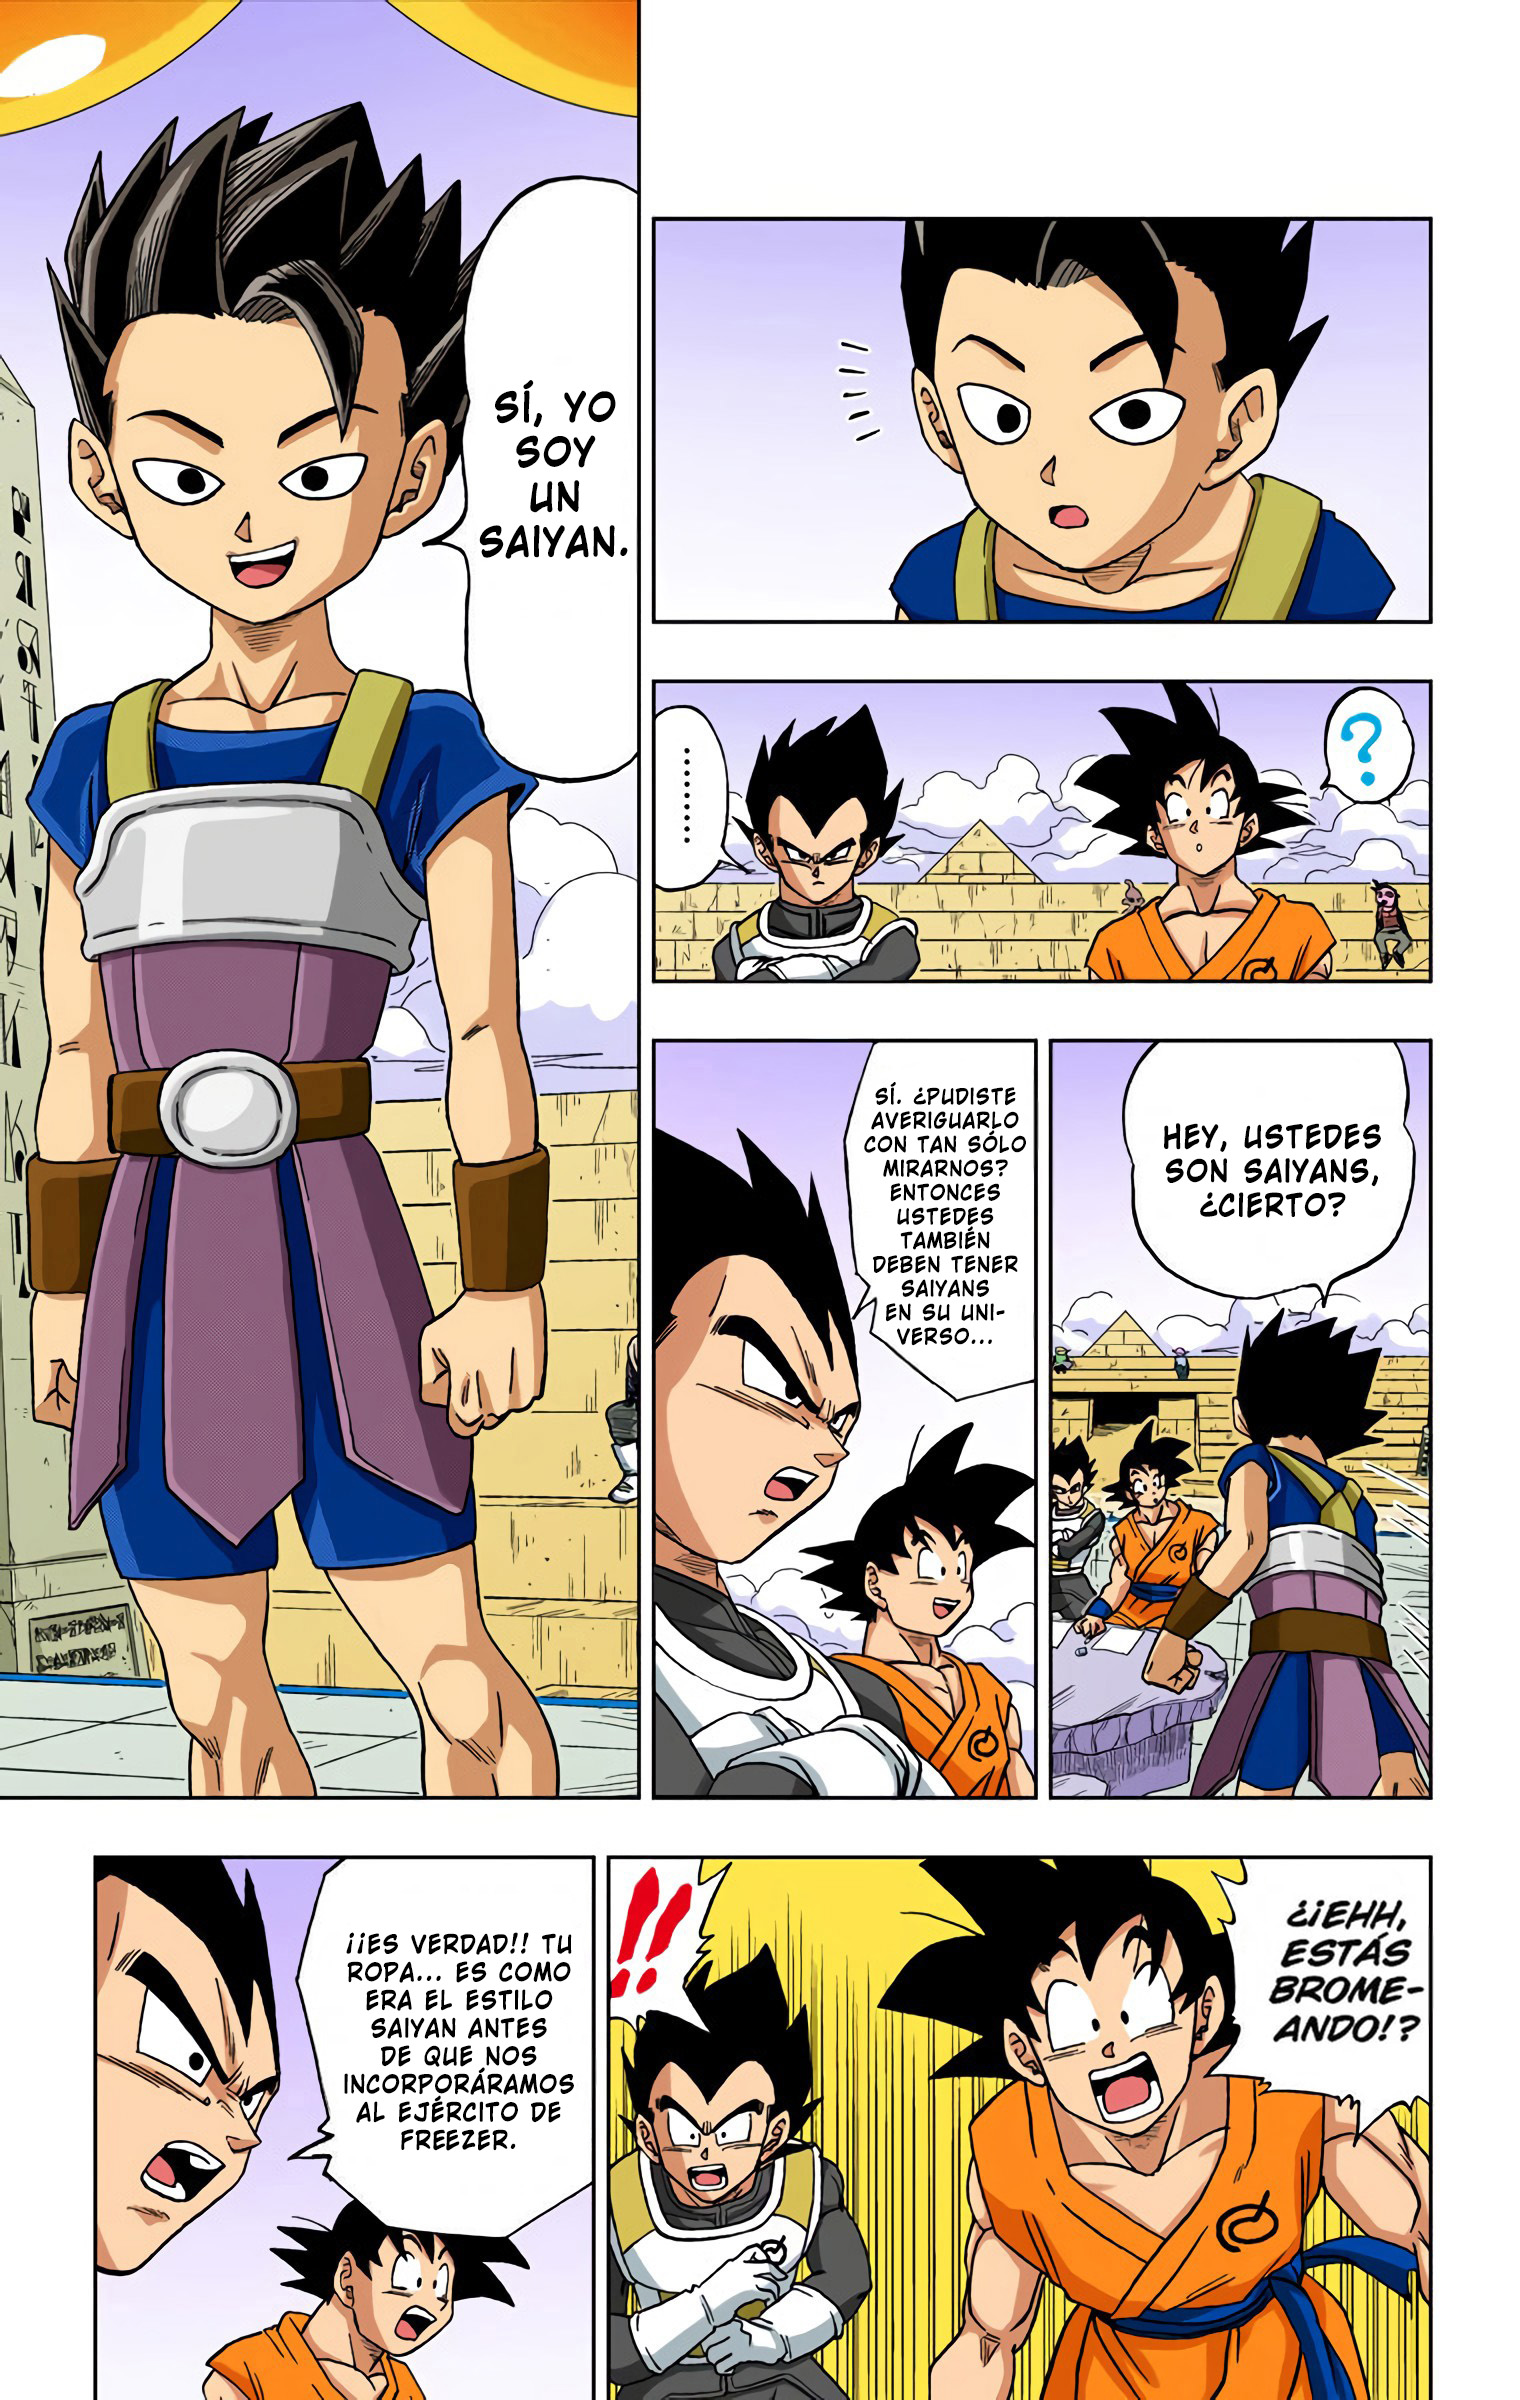 ?
........
HEY, USTEDES
SON SAIYANS,
¿CIERTO?
SÍ. ¿PUDISTE
AVERIGUARLO
CON TAN SÓLO
MIRARNOS?
ENTONCES
USTEDES
TAMBIÉN
DEBEN TENER
SAIYANS
EN SU UNI-
VERSO...
SÍ, YO
SOY
UN
SAIYAN.
¿¡EHH,
ESTÁS
BROME-
ANDO!?
!!
¡¡ES VERDAD!! TU
ROPA... ES COMO
ERA EL ESTILO
SAIYAN ANTES
DE QUE NOS
INCORPORÁRAMOS
AL EJÉRCITO DE
FREEZER.